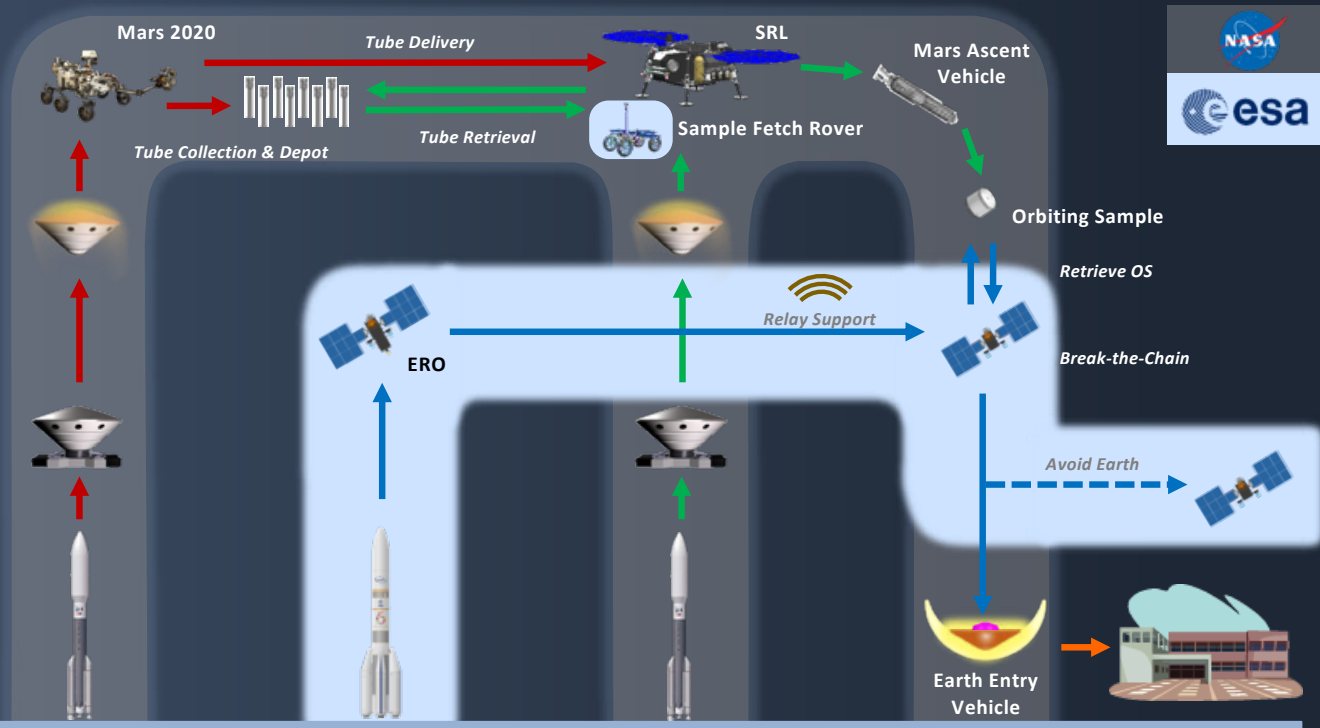 Mars 2020
Tube Delivery
SRL
Mars Ascent
Vehicle
NASA
esa
Tube Collection & Depot
Tube Retrieval
Sample Fetch Rover
Orbiting Sample
Retrieve OS
Relay Support
ERO
Break-the-Chain
Avoid Earth
6
Earth Entry
Vehicle